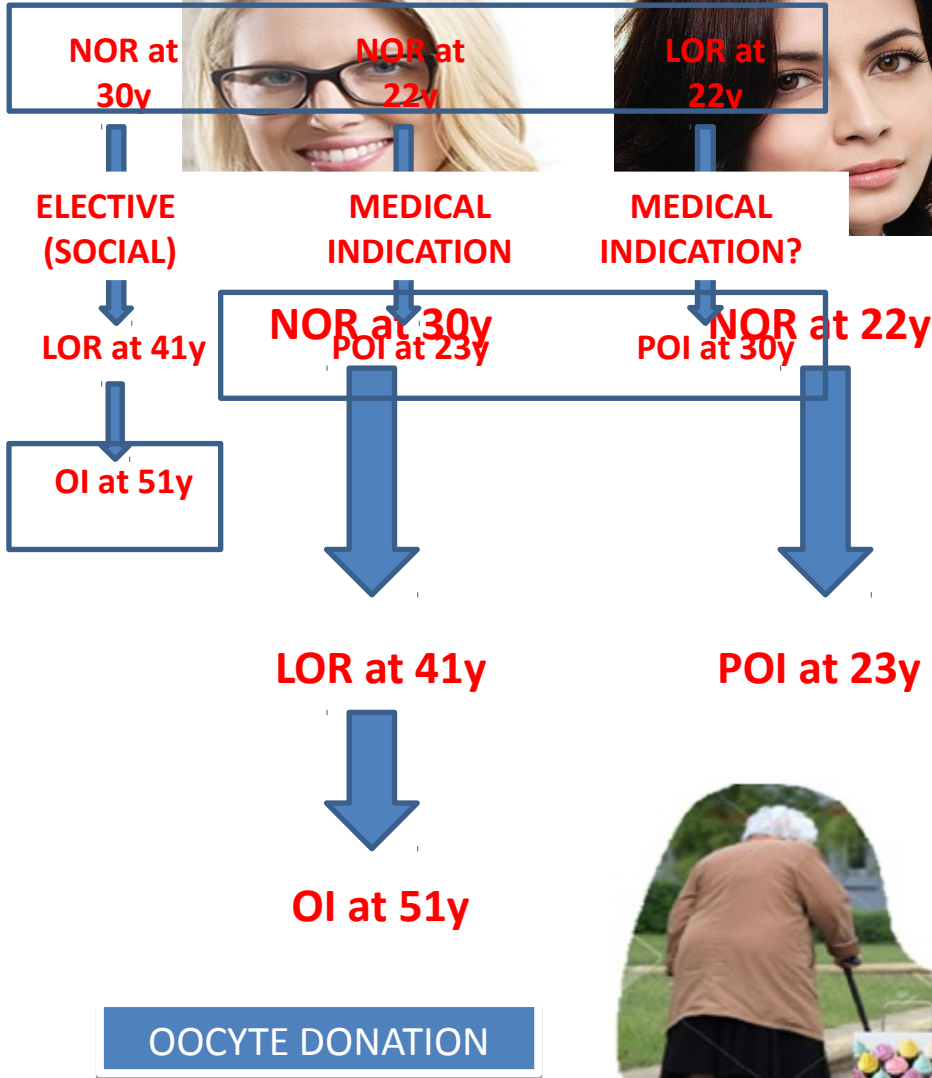 NOR at
30y
NOR at
22y
LOR at
22y
ELECTIVE
(SOCIAL)
MEDICAL
INDICATION
MEDICAL
INDICATION?
LOR at 41y
POI at 23y
POI at 30y
OI at 51y
NOR at 30y
NOR at 22y
LOR at 41y
POI at 23y
OI at 51y
OOCYTE DONATION